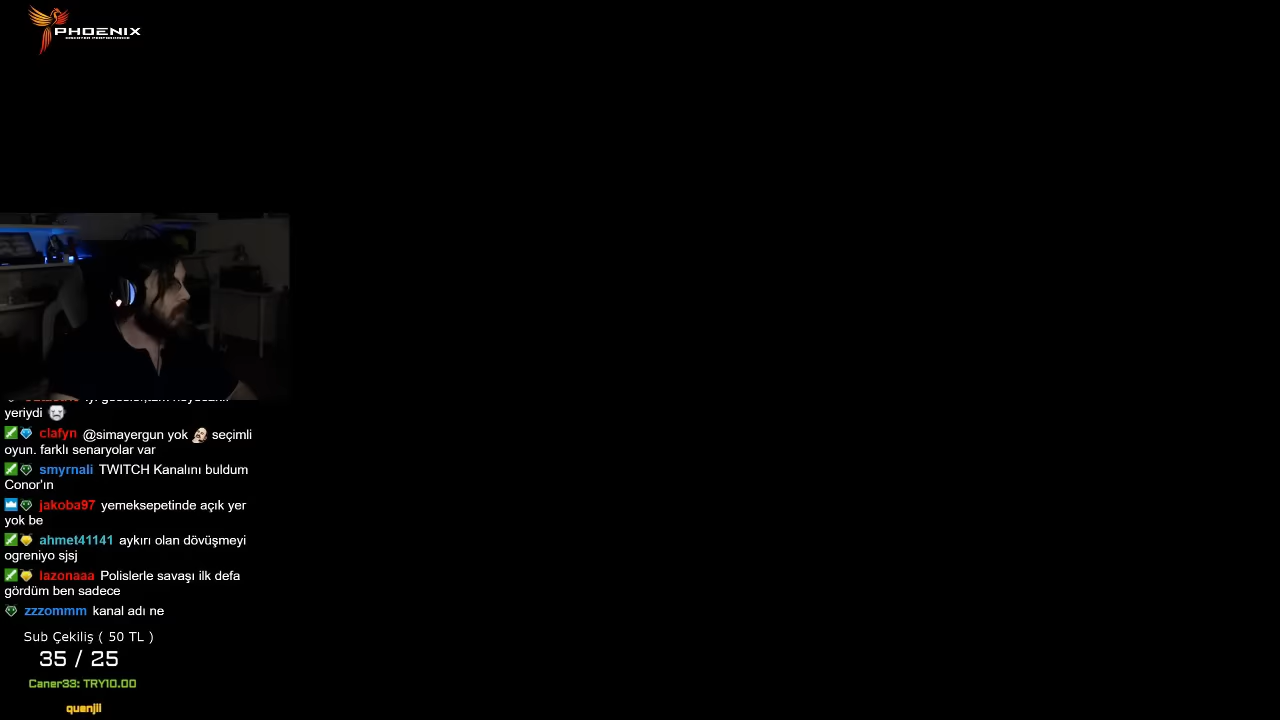 PHOENIX
yeriydi
clafyn @simayergun yok seçimli
oyun. farklı senaryolar var
smyrnali TWITCH Kanalını buldum
Conor'ın
jakoba97 yemeksepetinde açık yer
yok be
ahmet41141 aykırı olan dövüşmeyi
ogreniyo sjsj
lazonaaa Polislerle savaşı ilk defa
gördüm ben sadece
zzzommm kanal adı ne
Sub Çekiliş ( 50 TL )
35 / 25
Caner33: TRY10.00
quenjii